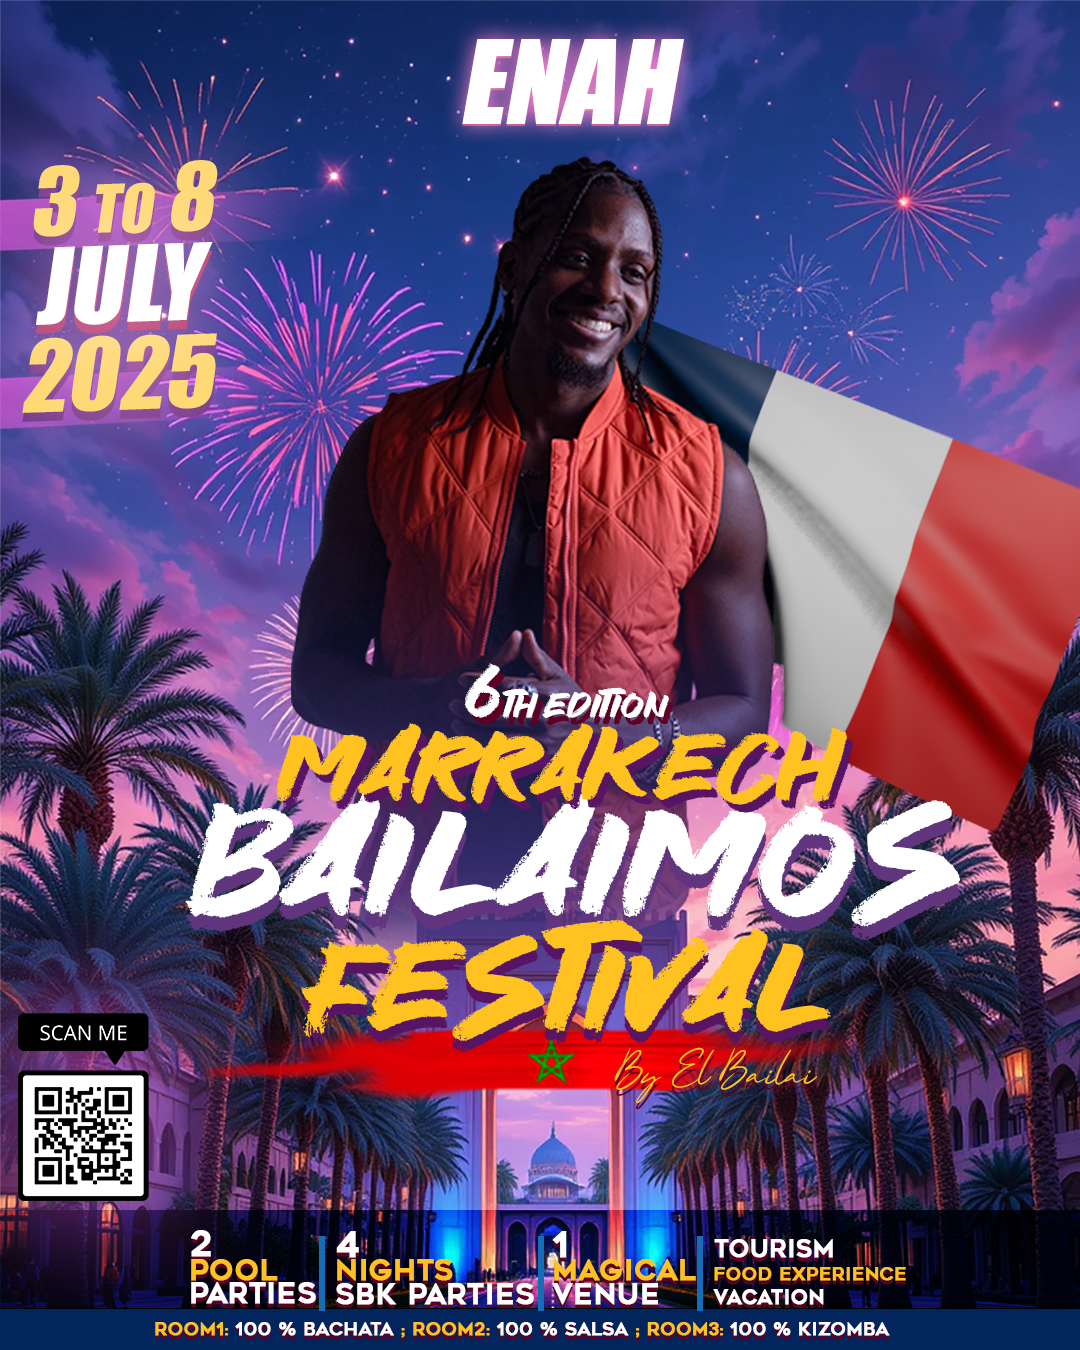 ENAH
3 TO 8
JULY
2025
6TH EDITION
MARRAKECH
BAILAIMOS
FESTIVAL
By El Bailai
SCAN ME
2
POOL
PARTIES
4
NIGHTS
SBK PARTIES
1
MAGICAL
VENUE
TOURISM
FOOD EXPERIENCE
VACATION
ROOM1: 100 % BACHATA ; ROOM2: 100 % SALSA ; ROOM3: 100 % KIZOMBA